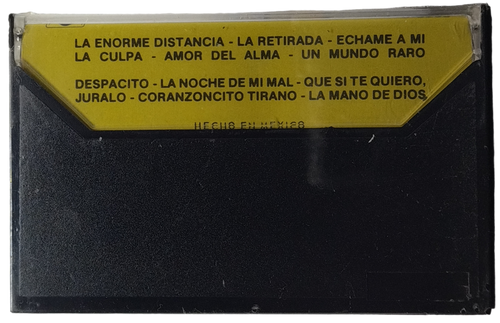 LA ENORME DISTANCIA - LA RETIRADA - ECHAME A MI
LA CULPA - AMOR DEL ALMA - UN MUNDO RARO
DESPACITO - LA NOCHE DE MI MAL - QUE SI TE QUIERO,
JURALO - CORANZONCITO TIRANO - LA MANO DE DIOS
HECHO EN MEXICO